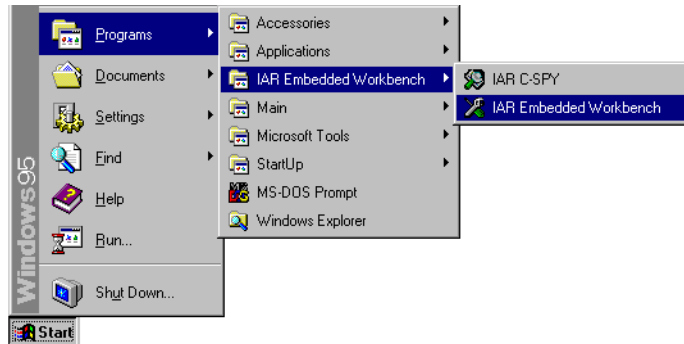 Programs
Documents
Settings
Find
Help
Run...
Shut Down...
Windows95
Start
Accessories
Applications
IAR Embedded Workbench
Main
Microsoft Tools
StartUp
MS-DOS Prompt
Windows Explorer
IAR C-SPY
IAR Embedded Workbench